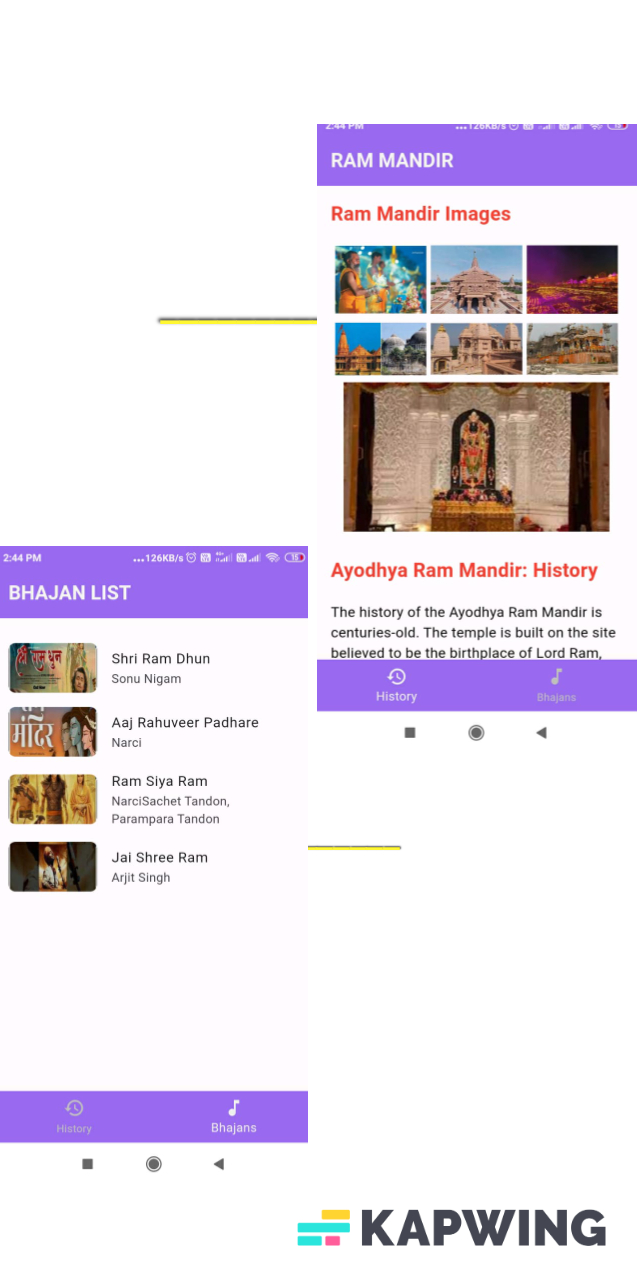 2:44 PM
...126KB/s
15
RAM MANDIR
Ram Mandir Images
Ayodhya Ram Mandir: History
The history of the Ayodhya Ram Mandir is
centuries-old. The temple is built on the site
believed to be the birthplace of Lord Ram,
History
Bhajans
2:44 PM
...126KB/s
15
BHAJAN LIST
श्री राम धुन
Shri Ram Dhun
Sonu Nigam
मंदिर
Aaj Rahuveer Padhare
Narci
Ram Siya Ram
NarciSachet Tandon,
Parampara Tandon
Jai Shree Ram
Arjit Singh
History
Bhajans
KAPWING